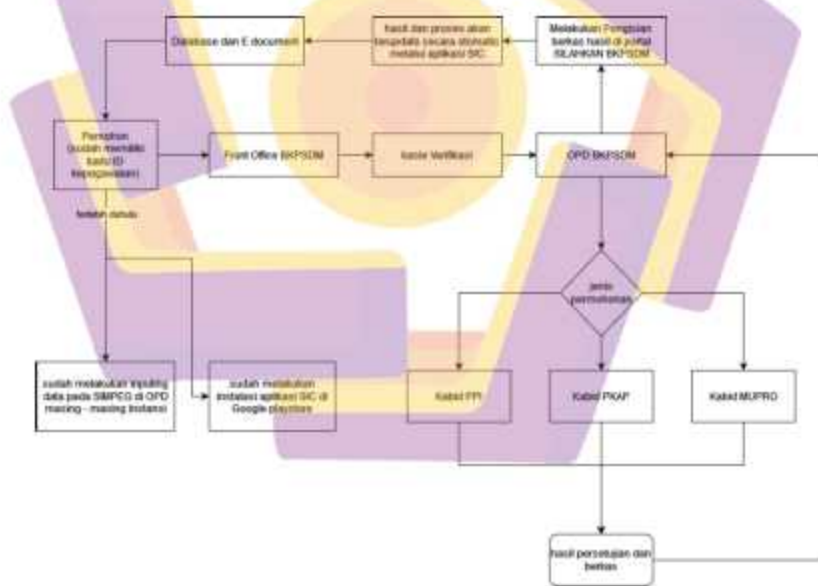 Database dan E document
hasil dan proses akan
terupdate secara otomatis
melalui aplikasi SIC
Melakukan Pengisian
berkas hasil di portal
SILAHKAN BKPSDM
Pemohon
(sudah memiliki
kartu ID
kepegawaian)
Front Office BKPSDM
Verifikasi
OPD BKPSDM
terlebih dahulu
jenis
permohonan
sudah melakukan inputing
data pada SIMPEG di OPD
masing - masing Instansi
sudah melakukan
instalasi aplikasi SIC di
Google playstore
Kabid PPI
Kabid PKAP
Kabid MUPRO
hasil persetujuan dan
berkas